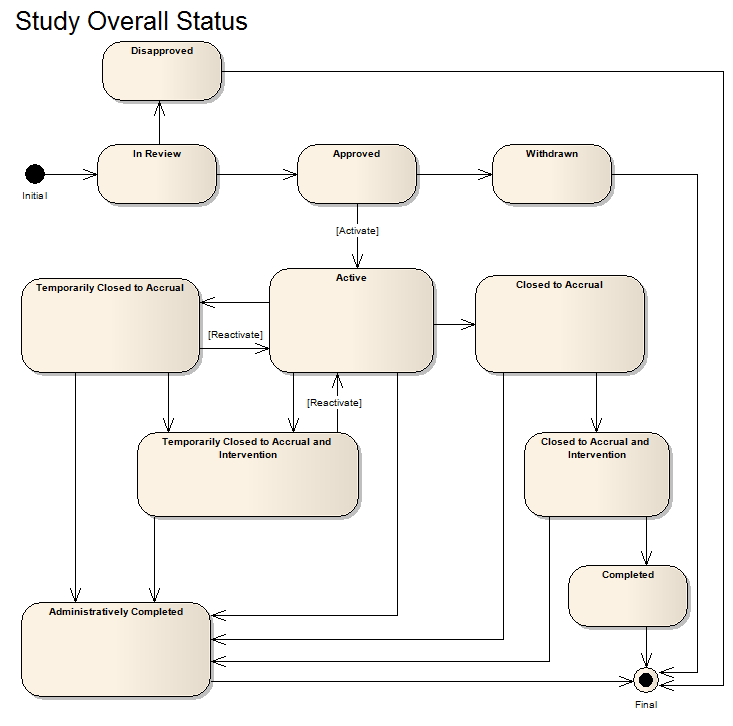 Study Overall Status
Disapproved
In Review
Approved
Withdrawn
Initial
[Activate]
Temporarily Closed to Accrual
Active
Closed to Accrual
[Reactivate]
[Reactivate]
Temporarily Closed to Accrual and
Intervention
Closed to Accrual and
Intervention
Completed
Administratively Completed
Final